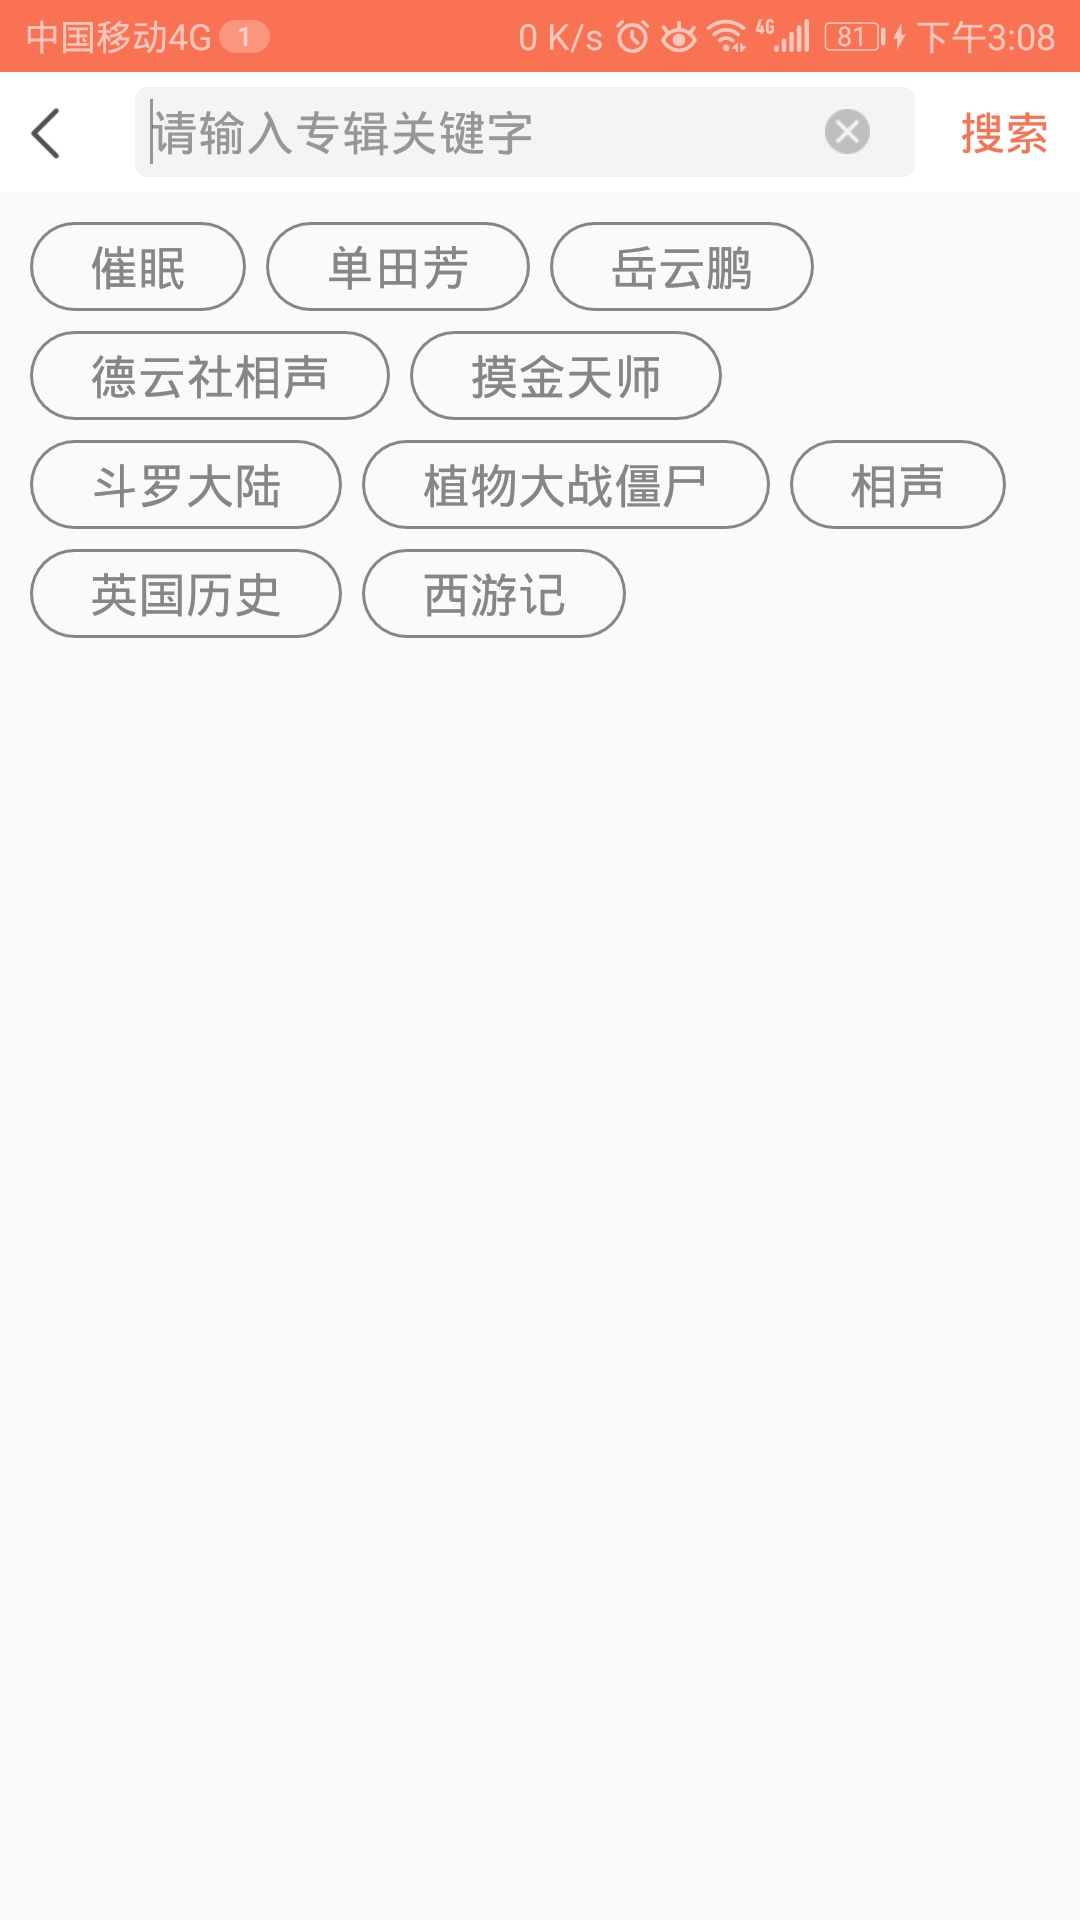 中国移动4G 1 0 K/s 4G 81 下午3:08
请输入专辑关键字 搜索
催眠 单田芳 岳云鹏
德云社相声 摸金天师
斗罗大陆 植物大战僵尸 相声
英国历史 西游记